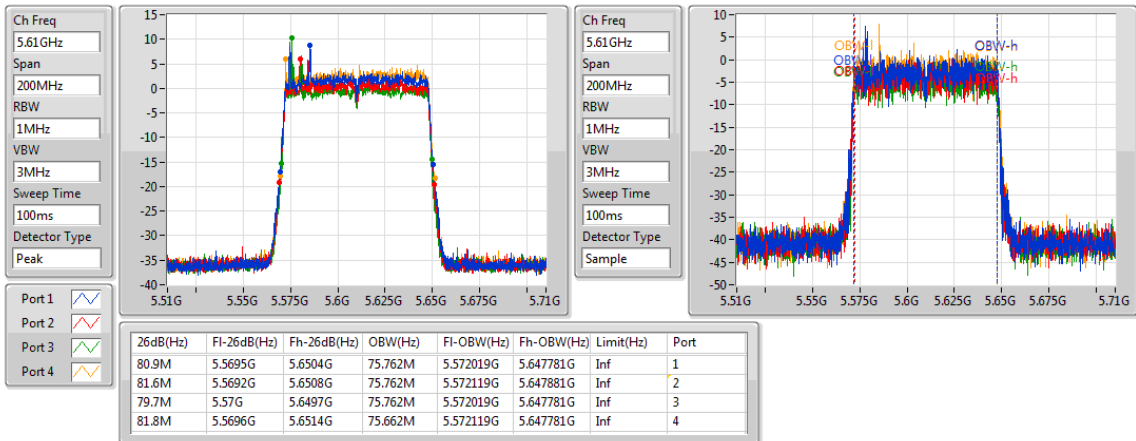 Ch Freq
5.61GHz
Span
200MHz
RBW
1MHz
VBW
3MHz
Sweep Time
100ms
Detector Type
Peak
Port 1
Port 2
Port 3
Port 4
15
10
5
0
-5
-10
-15
-20
-25
-30
-35
-40
5.51G
5.55G
5.575G
5.6G
5.625G
5.65G
5.675G
5.71G
Ch Freq
5.61GHz
Span
200MHz
RBW
1MHz
VBW
3MHz
Sweep Time
100ms
Detector Type
Sample
10
5
0
-5
-10
-15
-20
-25
-30
-35
-40
-45
-50
OBW-h
OBW-h
5.51G
5.55G
5.575G
5.6G
5.625G
5.65G
5.675G
5.71G
26dB(Hz) Fl-26dB(Hz) Fh-26dB(Hz) OBW(Hz) Fl-OBW(Hz) Fh-OBW(Hz) Limit(Hz) Port
80.9M 5.5695G 5.6504G 75.762M 5.572019G 5.647781G Inf 1
81.6M 5.5692G 5.6508G 75.762M 5.572119G 5.647881G Inf 2
79.7M 5.57G 5.6497G 75.762M 5.572019G 5.647781G Inf 3
81.8M 5.5696G 5.6514G 75.662M 5.572119G 5.647781G Inf 4